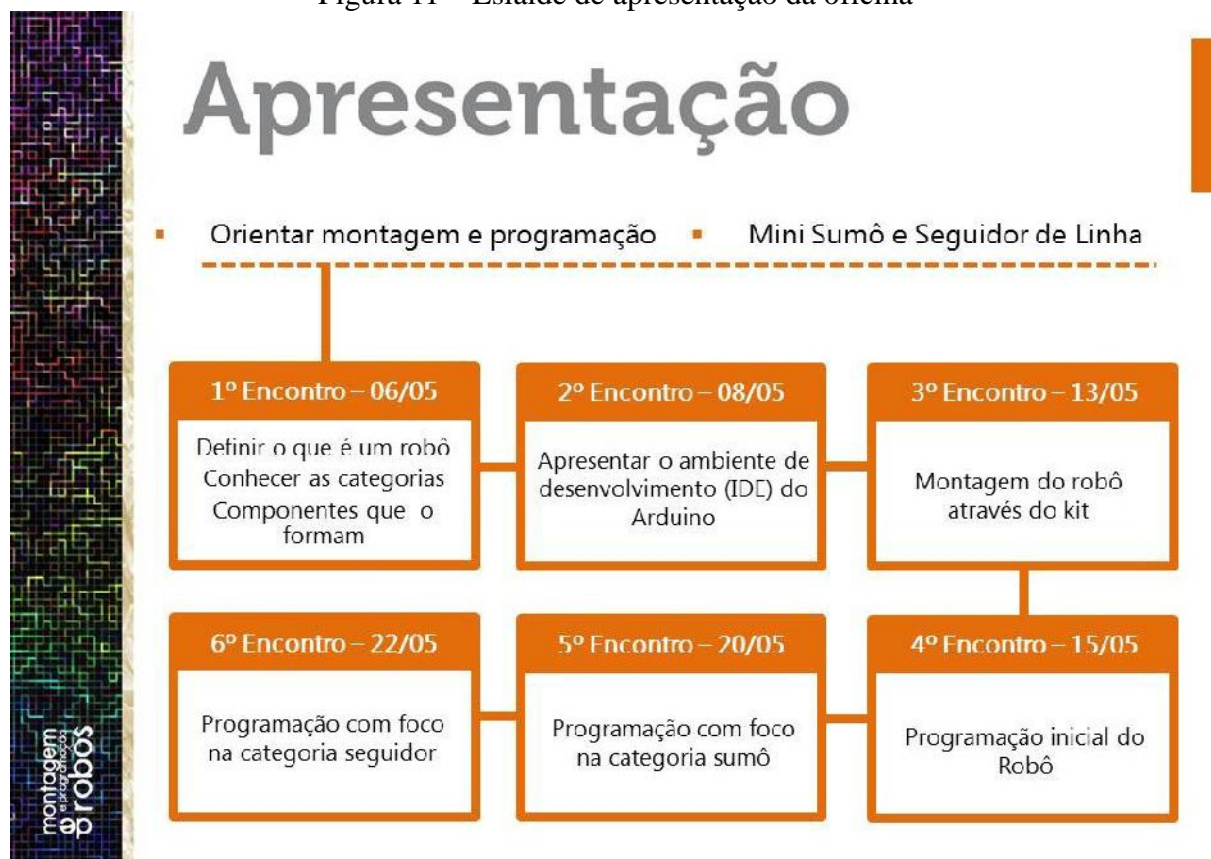 Figura 11 – Eslaide de apresentação da oficina
Apresentação
Orientar montagem e programação
Mini Sumô e Seguidor de Linha
1º Encontro – 06/05
Definir o que é um robô
Conhecer as categorias
Componentes que o
formam
2º Encontro – 08/05
Apresentar o ambiente de
desenvolvimento (IDE) do
Arduino
3º Encontro – 13/05
Montagem do robô
através do kit
4º Encontro – 15/05
Programação inicial do
Robô
5º Encontro – 20/05
Programação com foco
na categoria sumô
6º Encontro – 22/05
Programação com foco
na categoria seguidor
montagem
e programação
robôs